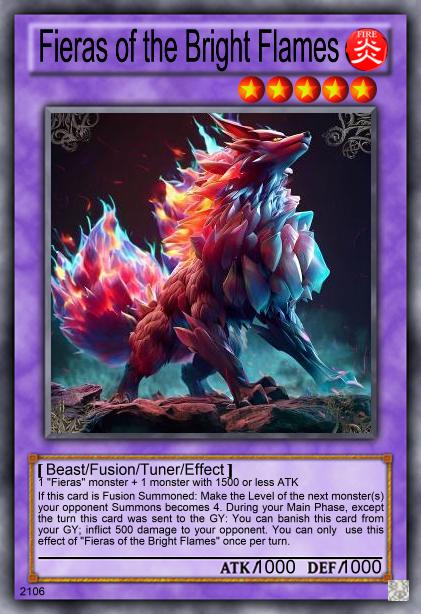 Fieras of the Bright Flames
FIRE
炎
[ Beast/Fusion/Tuner/Effect ]
1 "Fieras" monster + 1 monster with 1500 or less ATK
If this card is Fusion Summoned: Make the Level of the next monster(s)
your opponent Summons becomes 4. During your Main Phase, except
the turn this card was sent to the GY: You can banish this card from
your GY; inflict 500 damage to your opponent. You can only use this
effect of "Fieras of the Bright Flames" once per turn.
ATK/1000 DEF/1000
2106